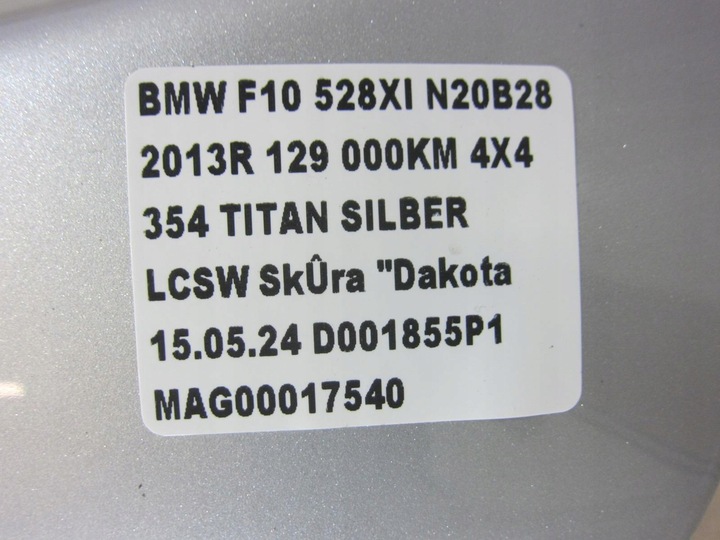 BMW F10 528XI N20B28
2013R 129 000KM 4X4
354 TITAN SILBER
LCSW SkÛra "Dakota
15.05.24 D001855P1
MAG00017540